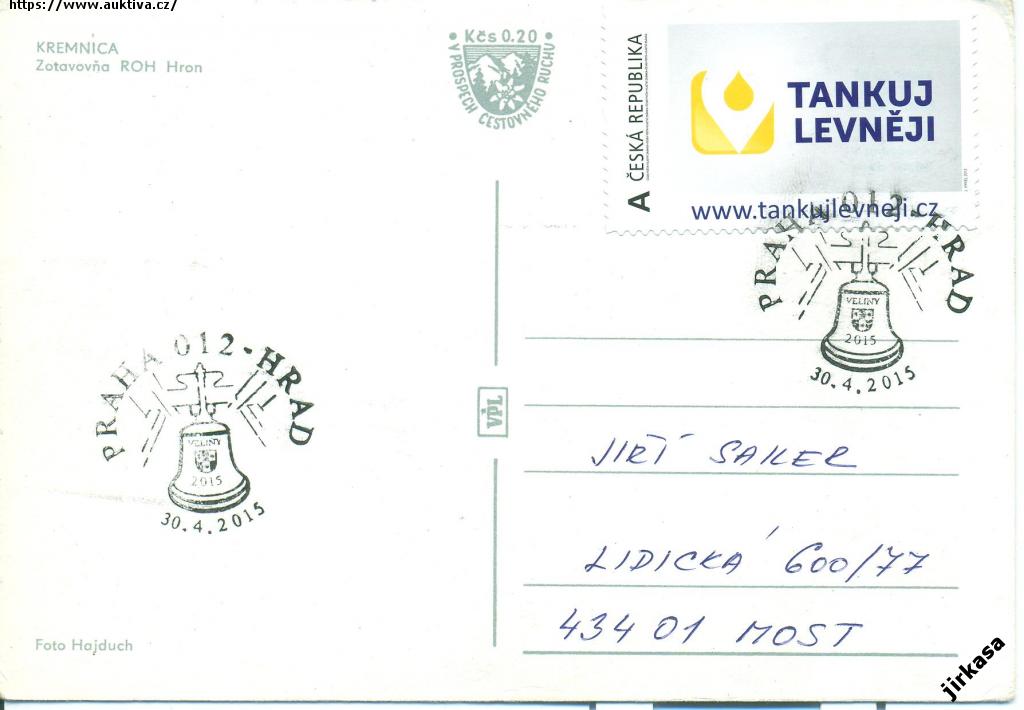 https://www.auktiva.cz/
KREMNICA
Zotavovňa ROH Hron
Kčs 0.20
V PROSPECH CESTOVNÉHO RUCHU
A ČESKÁ REPUBLIKA
TANKUJ
LEVNĚJI
www.tankujlevneji.cz
PRAHA 012 - HRAD
VELINY
2015
30.4.2015
PRAHA 012 - HRAD
VELINY
2015
30.4.2015
VPL
JIŘÍ SAILER
LIDICKÁ 600/77
434 01 MOST
Foto Hajduch
jirkasa